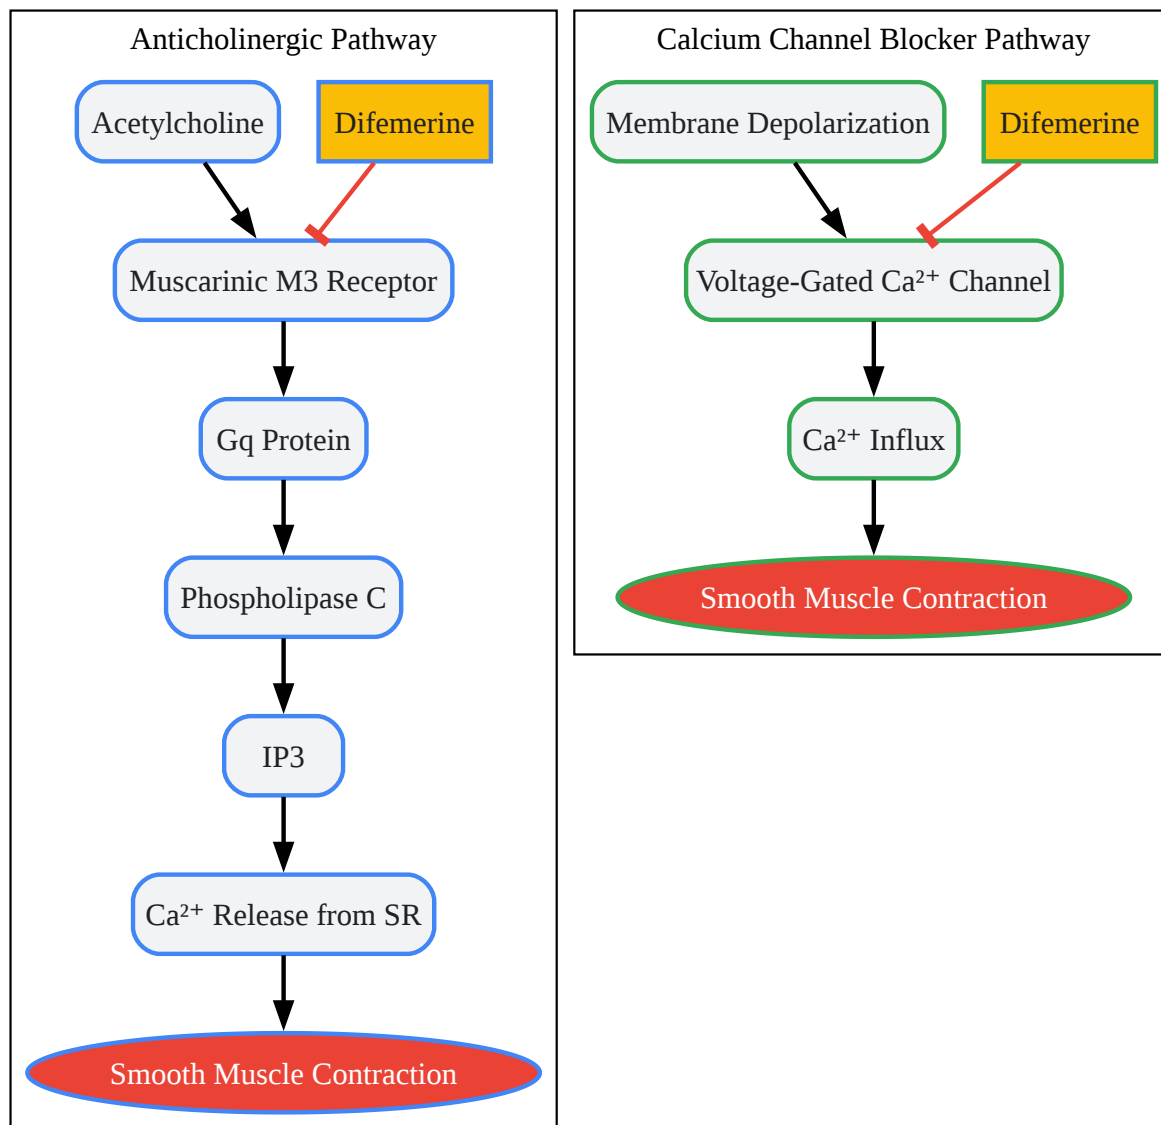 Anticholinergic Pathway
Acetylcholine
Difemerine
Muscarinic M3 Receptor
Gq Protein
Phospholipase C
IP3
Ca²⁺ Release from SR
Smooth Muscle Contraction
Calcium Channel Blocker Pathway
Membrane Depolarization
Difemerine
Voltage-Gated Ca²⁺ Channel
Ca²⁺ Influx
Smooth Muscle Contraction